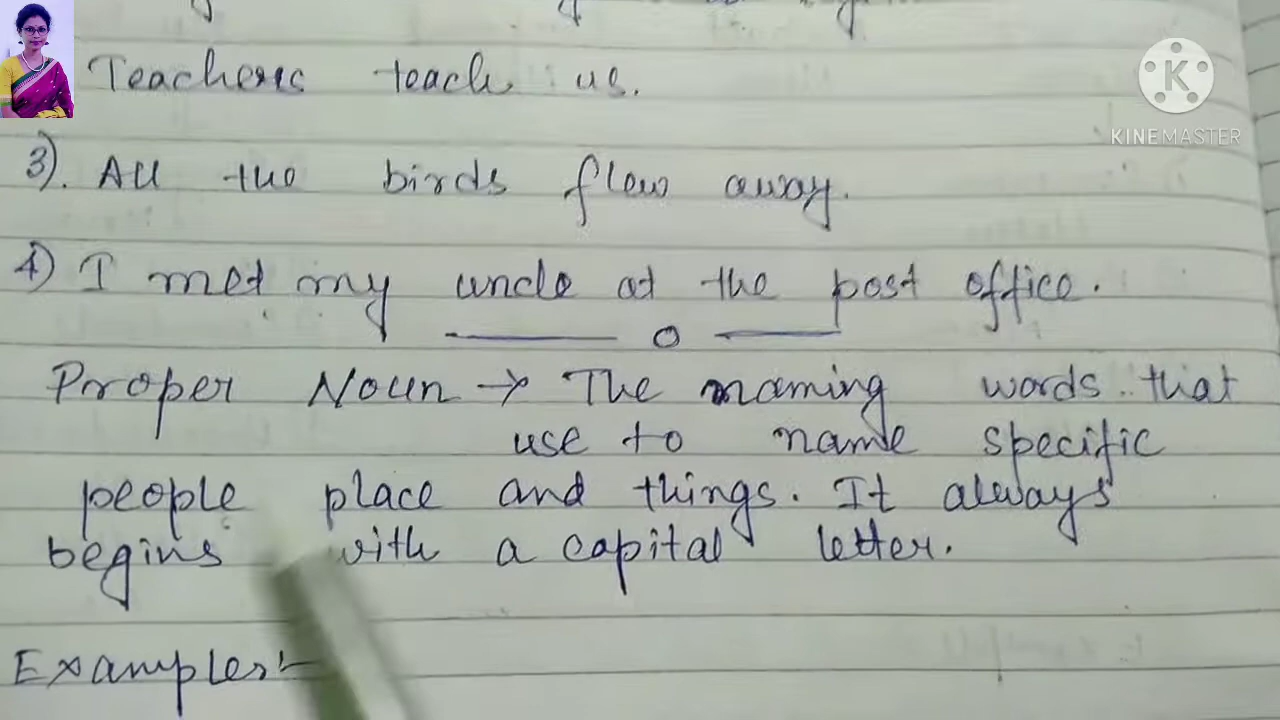 Teachers teach us.
KINEMASTER
3). All the birds flew away.
4) I met my uncle at the post office.
Proper Noun → The naming words that
use to name specific
people place and things. It always
begins with a capital letter.
Examples:-